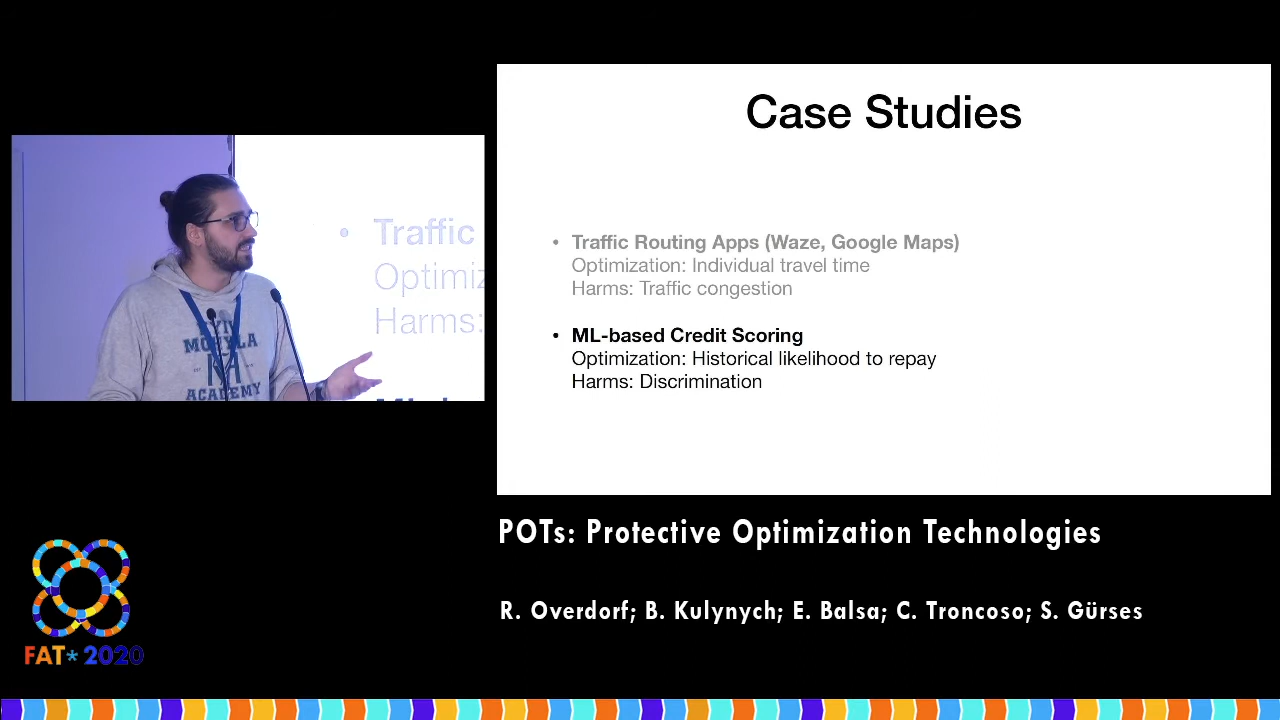 Case Studies
• Traffic Routing Apps (Waze, Google Maps)
Optimization: Individual travel time
Harms: Traffic congestion
• ML-based Credit Scoring
Optimization: Historical likelihood to repay
Harms: Discrimination
• Traffic
Optimiz
Harms:
KYIV
MOHYLA
ACADEMY
POTs: Protective Optimization Technologies
R. Overdorf; B. Kulynych; E. Balsa; C. Troncoso; S. Gürses
FAT* 2020